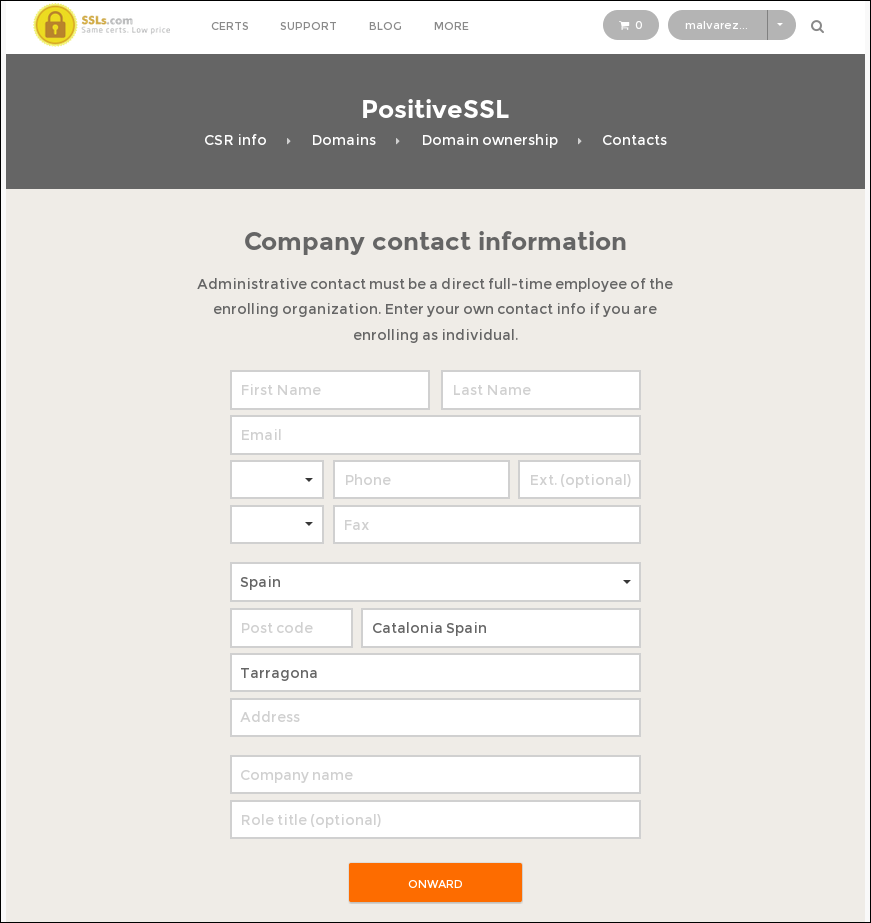 SSLs.com
Same certs. Low price
CERTS SUPPORT BLOG MORE
0
malvarez...
PositiveSSL
CSR info Domains Domain ownership Contacts
Company contact information
Administrative contact must be a direct full-time employee of the
enrolling organization. Enter your own contact info if you are
enrolling as individual.
First Name Last Name
Email
Phone Ext. (optional)
Fax
Spain
Post code Catalonia Spain
Tarragona
Address
Company name
Role title (optional)
ONWARD